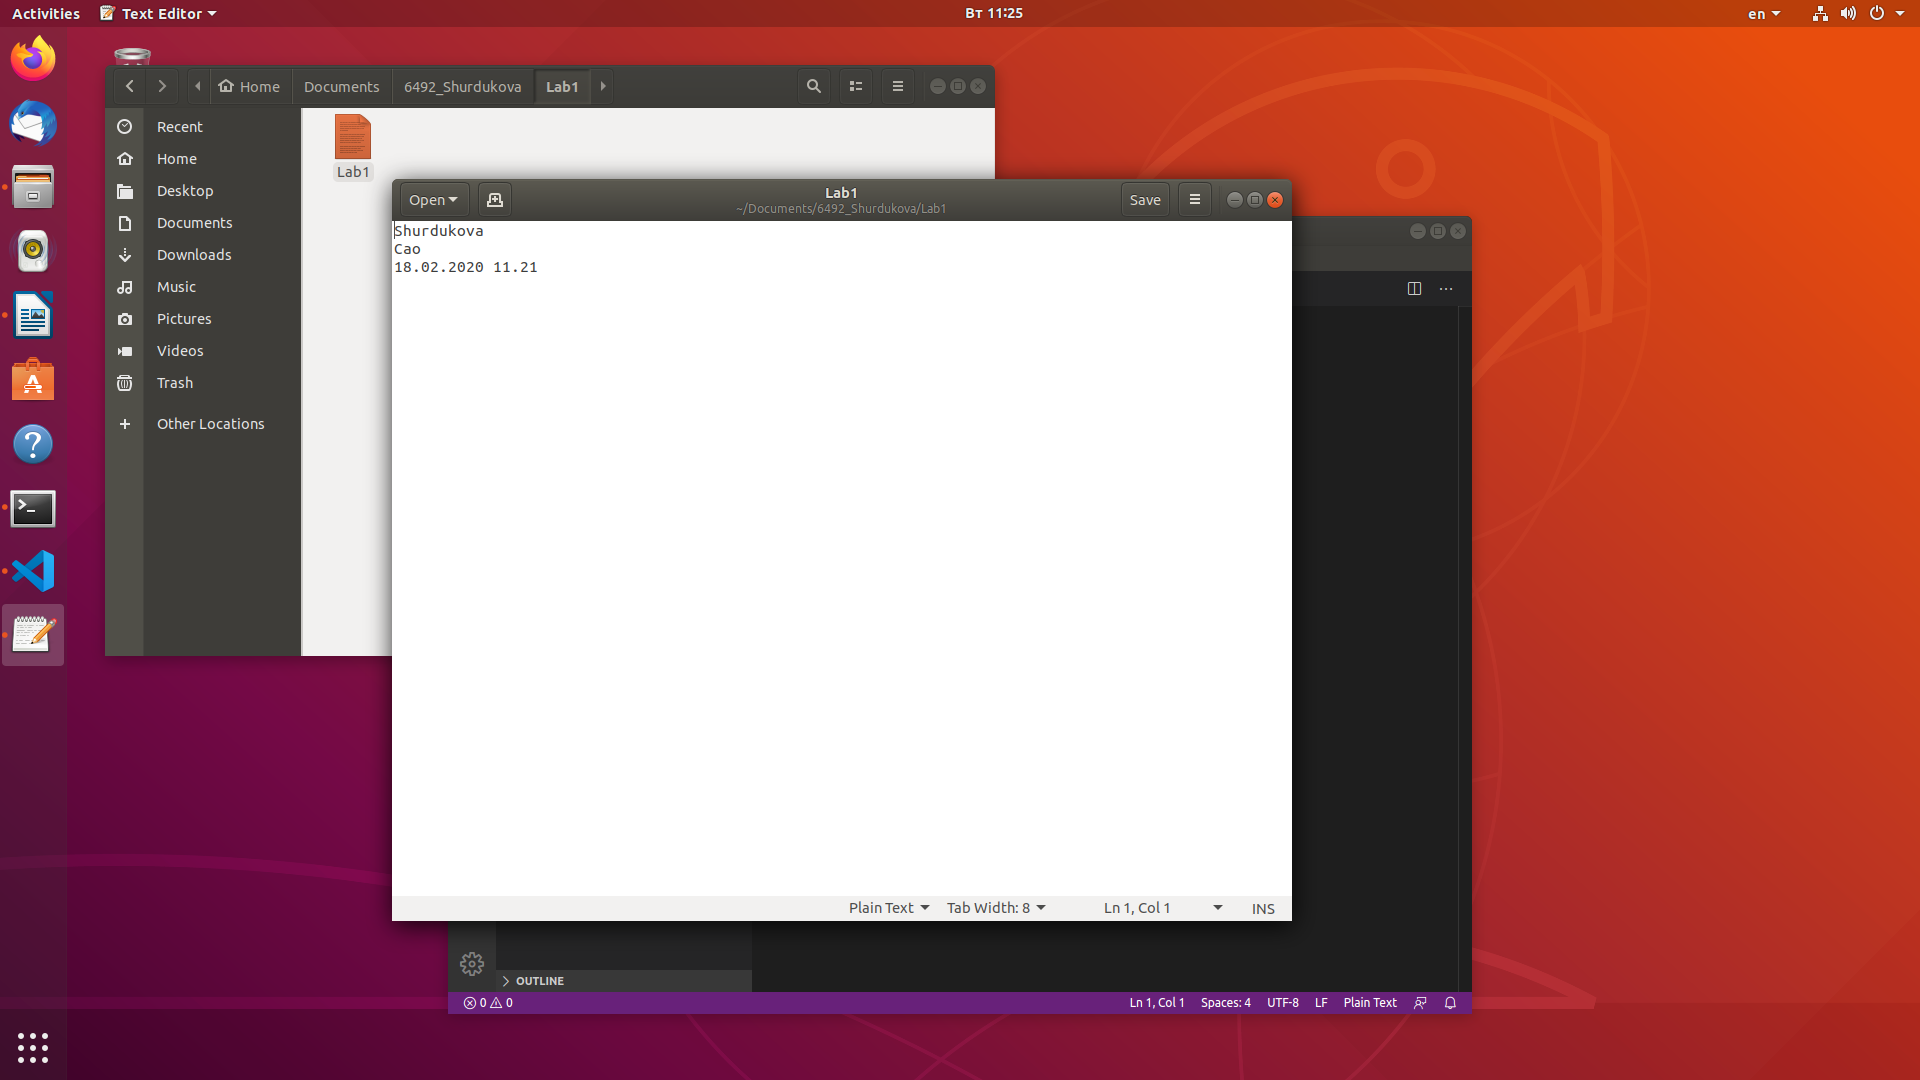 Activities
Text Editor
Вт 11:25
en
Home
Documents
6492_Shurdukova
Lab1
Recent
Home
Desktop
Documents
Downloads
Music
Pictures
Videos
Trash
Other Locations
Lab1
Open
Lab1
~/Documents/6492_Shurdukova/Lab1
Save
Shurdukova
Cao
18.02.2020 11.21
Plain Text
Tab Width: 8
Ln 1, Col 1
INS
OUTLINE
0
0
Ln 1, Col 1
Spaces: 4
UTF-8
LF
Plain Text